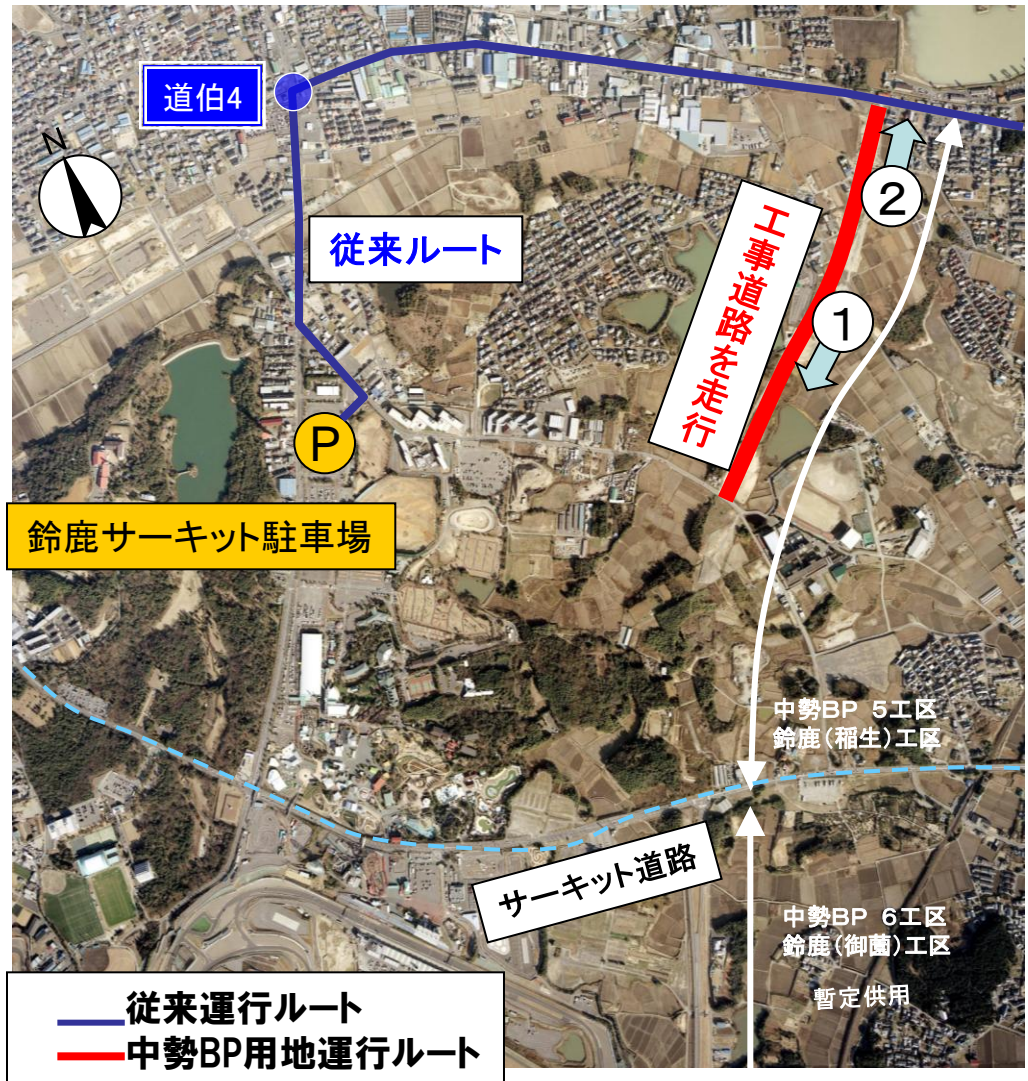 道伯4
N
従来ルート
工事道路を走行
②
①
P
鈴鹿サーキット駐車場
中勢BP 5工区
鈴鹿(稲生)工区
サーキット道路
中勢BP 6工区
鈴鹿(御薗)工区
暫定供用
従来運行ルート
中勢BP用地運行ルート